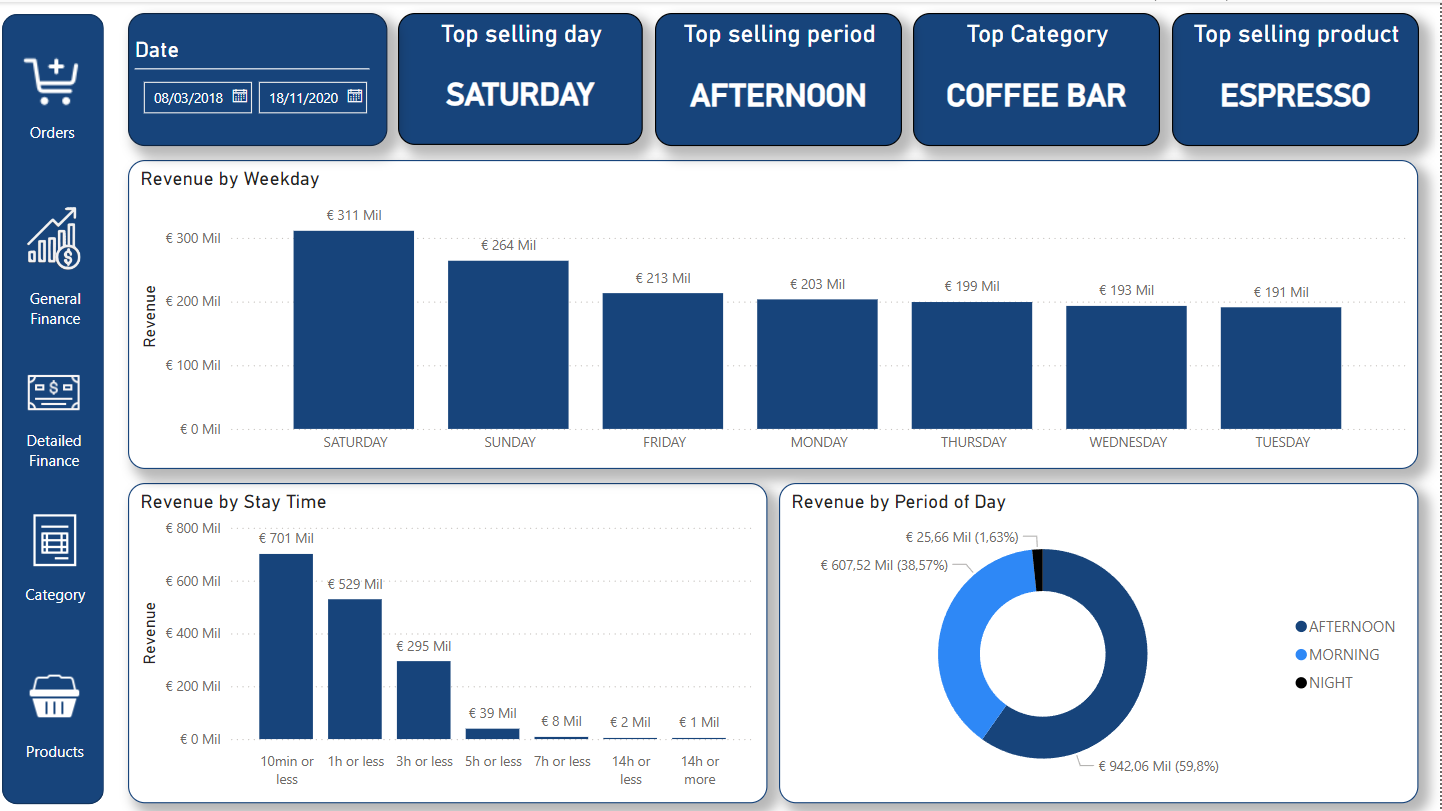 Orders
General
Finance
Detailed
Finance
Category
Products
Date
08/03/2018
18/11/2020
Top selling day
SATURDAY
Top selling period
AFTERNOON
Top Category
COFFEE BAR
Top selling product
ESPRESSO
Revenue by Weekday
Revenue
€ 300 Mil
€ 200 Mil
€ 100 Mil
€ 0 Mil
€ 311 Mil
€ 264 Mil
€ 213 Mil
€ 203 Mil
€ 199 Mil
€ 193 Mil
€ 191 Mil
SATURDAY
SUNDAY
FRIDAY
MONDAY
THURSDAY
WEDNESDAY
TUESDAY
Revenue by Stay Time
Revenue
€ 800 Mil
€ 600 Mil
€ 400 Mil
€ 200 Mil
€ 0 Mil
€ 701 Mil
€ 529 Mil
€ 295 Mil
€ 39 Mil
€ 8 Mil
€ 2 Mil
€ 1 Mil
10min or
less
1h or less
3h or less
5h or less
7h or less
14h or
less
14h or
more
Revenue by Period of Day
€ 25,66 Mil (1,63%)
€ 607,52 Mil (38,57%)
€ 942,06 Mil (59,8%)
AFTERNOON
MORNING
NIGHT